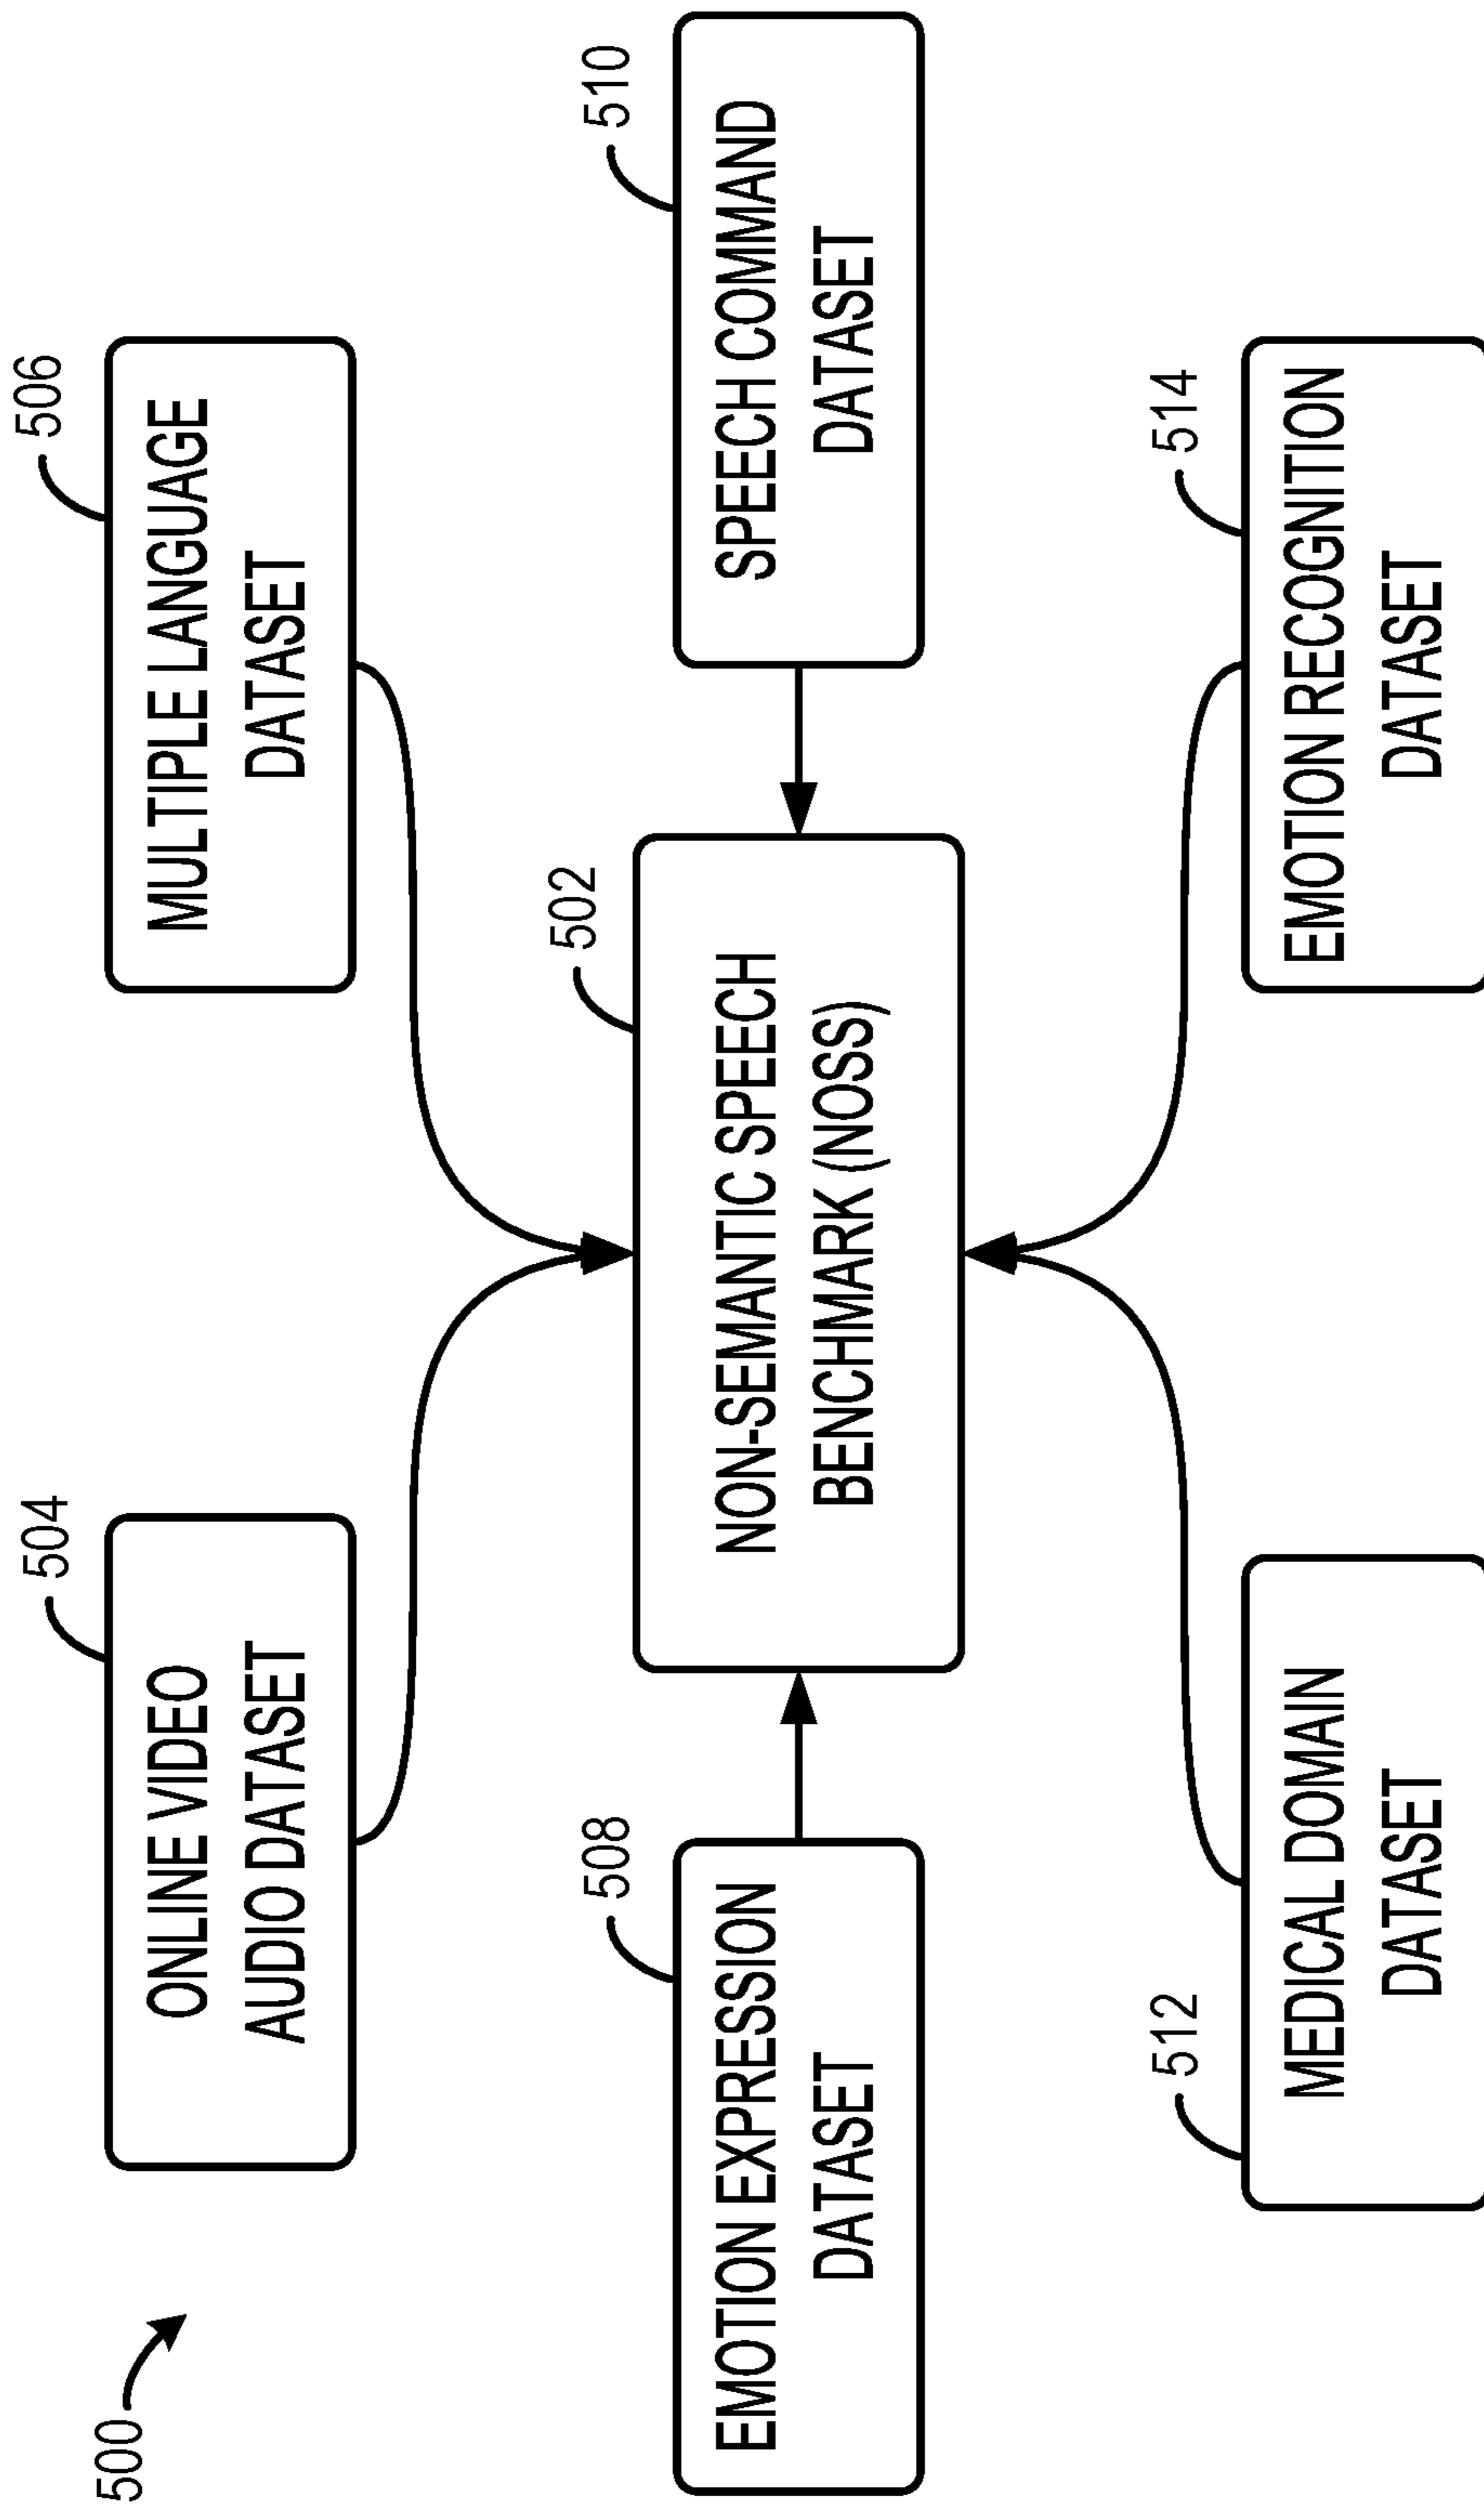 500
504
ONLINE VIDEO
AUDIO DATASET
506
MULTIPLE LANGUAGE
DATASET
508
EMOTION EXPRESSION
DATASET
502
NON-SEMANTIC SPEECH
BENCHMARK (NOSS)
510
SPEECH COMMAND
DATASET
512
MEDICAL DOMAIN
DATASET
514
EMOTION RECOGNITION
DATASET